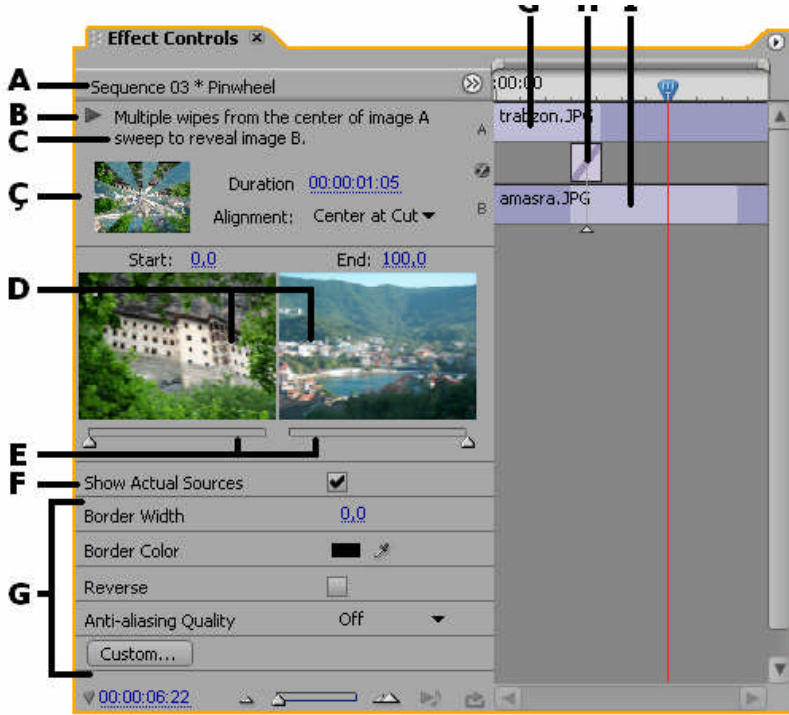 Effect Controls
A
Sequence 03 * Pinwheel
:00:00
B
Multiple wipes from the center of image A
sweep to reveal image B.
C
A
trabzon.JPG
Ç
Duration 00:00:01:05
Alignment: Center at Cut
B
amasra.JPG
Start: 0,0
End: 100,0
D
E
F
Show Actual Sources
Border Width 0,0
Border Color
G
Reverse
Anti-aliasing Quality Off
Custom...
00:00:06:22